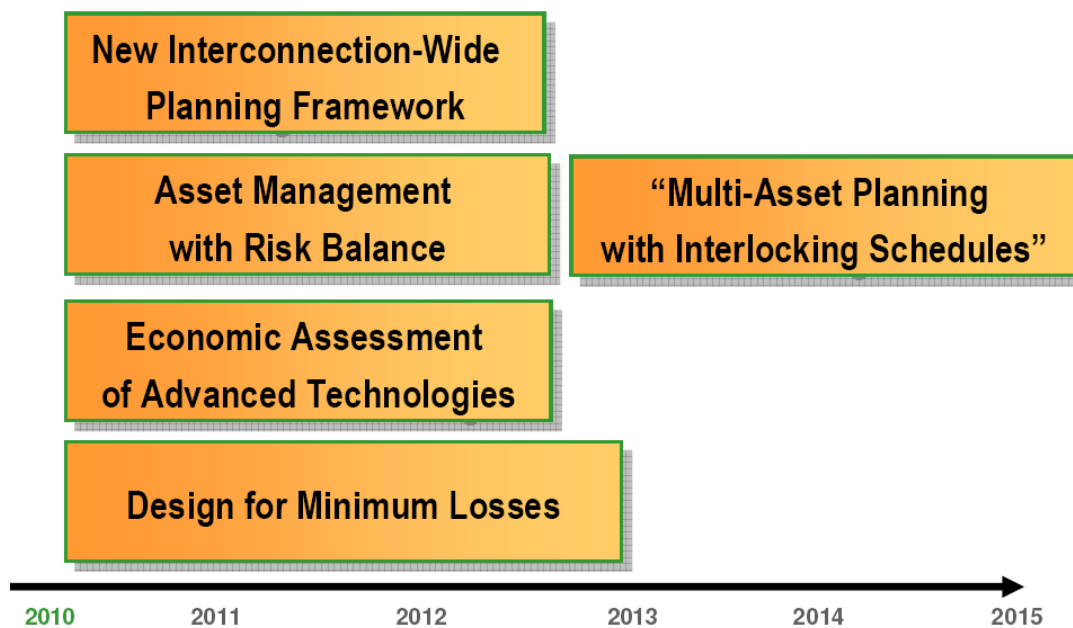 New Interconnection-Wide
Planning Framework
Asset Management
with Risk Balance
“Multi-Asset Planning
with Interlocking Schedules”
Economic Assessment
of Advanced Technologies
Design for Minimum Losses
2010 2011 2012 2013 2014 2015